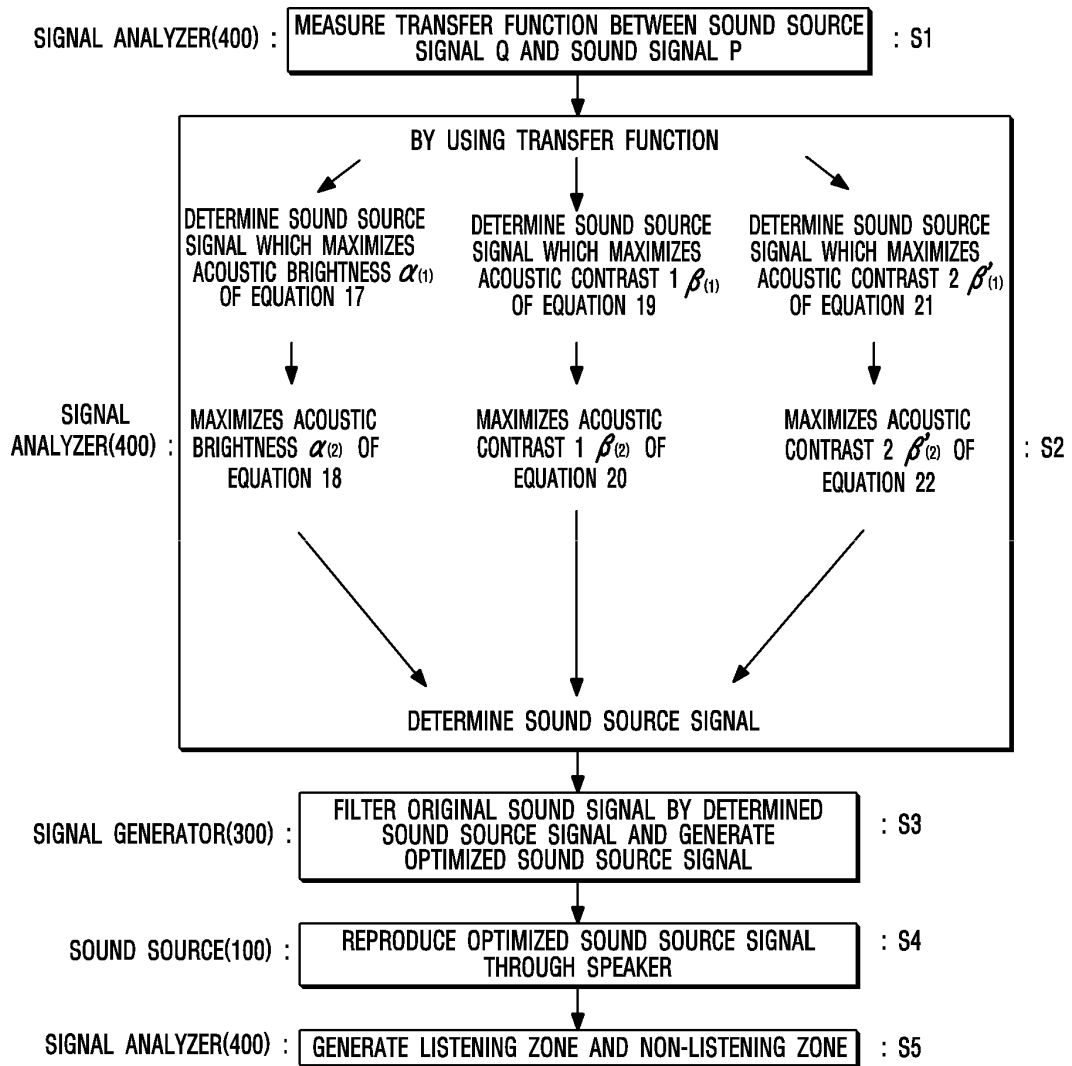 SIGNAL ANALYZER(400) :
MEASURE TRANSFER FUNCTION BETWEEN SOUND SOURCE
SIGNAL Q AND SOUND SIGNAL P
: S1
BY USING TRANSFER FUNCTION
DETERMINE SOUND SOURCE
SIGNAL WHICH MAXIMIZES
ACOUSTIC BRIGHTNESS α(1)
OF EQUATION 17
DETERMINE SOUND SOURCE
SIGNAL WHICH MAXIMIZES
ACOUSTIC CONTRAST 1 β(1)
OF EQUATION 19
DETERMINE SOUND SOURCE
SIGNAL WHICH MAXIMIZES
ACOUSTIC CONTRAST 2 β'(1)
OF EQUATION 21
SIGNAL
ANALYZER(400) :
MAXIMIZES ACOUSTIC
BRIGHTNESS α(2) OF
EQUATION 18
MAXIMIZES ACOUSTIC
CONTRAST 1 β(2) OF
EQUATION 20
MAXIMIZES ACOUSTIC
CONTRAST 2 β'(2) OF
EQUATION 22
: S2
DETERMINE SOUND SOURCE SIGNAL
SIGNAL GENERATOR(300) :
FILTER ORIGINAL SOUND SIGNAL BY DETERMINED
SOUND SOURCE SIGNAL AND GENERATE
OPTIMIZED SOUND SOURCE SIGNAL
: S3
SOUND SOURCE(100) :
REPRODUCE OPTIMIZED SOUND SOURCE SIGNAL
THROUGH SPEAKER
: S4
SIGNAL ANALYZER(400) :
GENERATE LISTENING ZONE AND NON-LISTENING ZONE
: S5